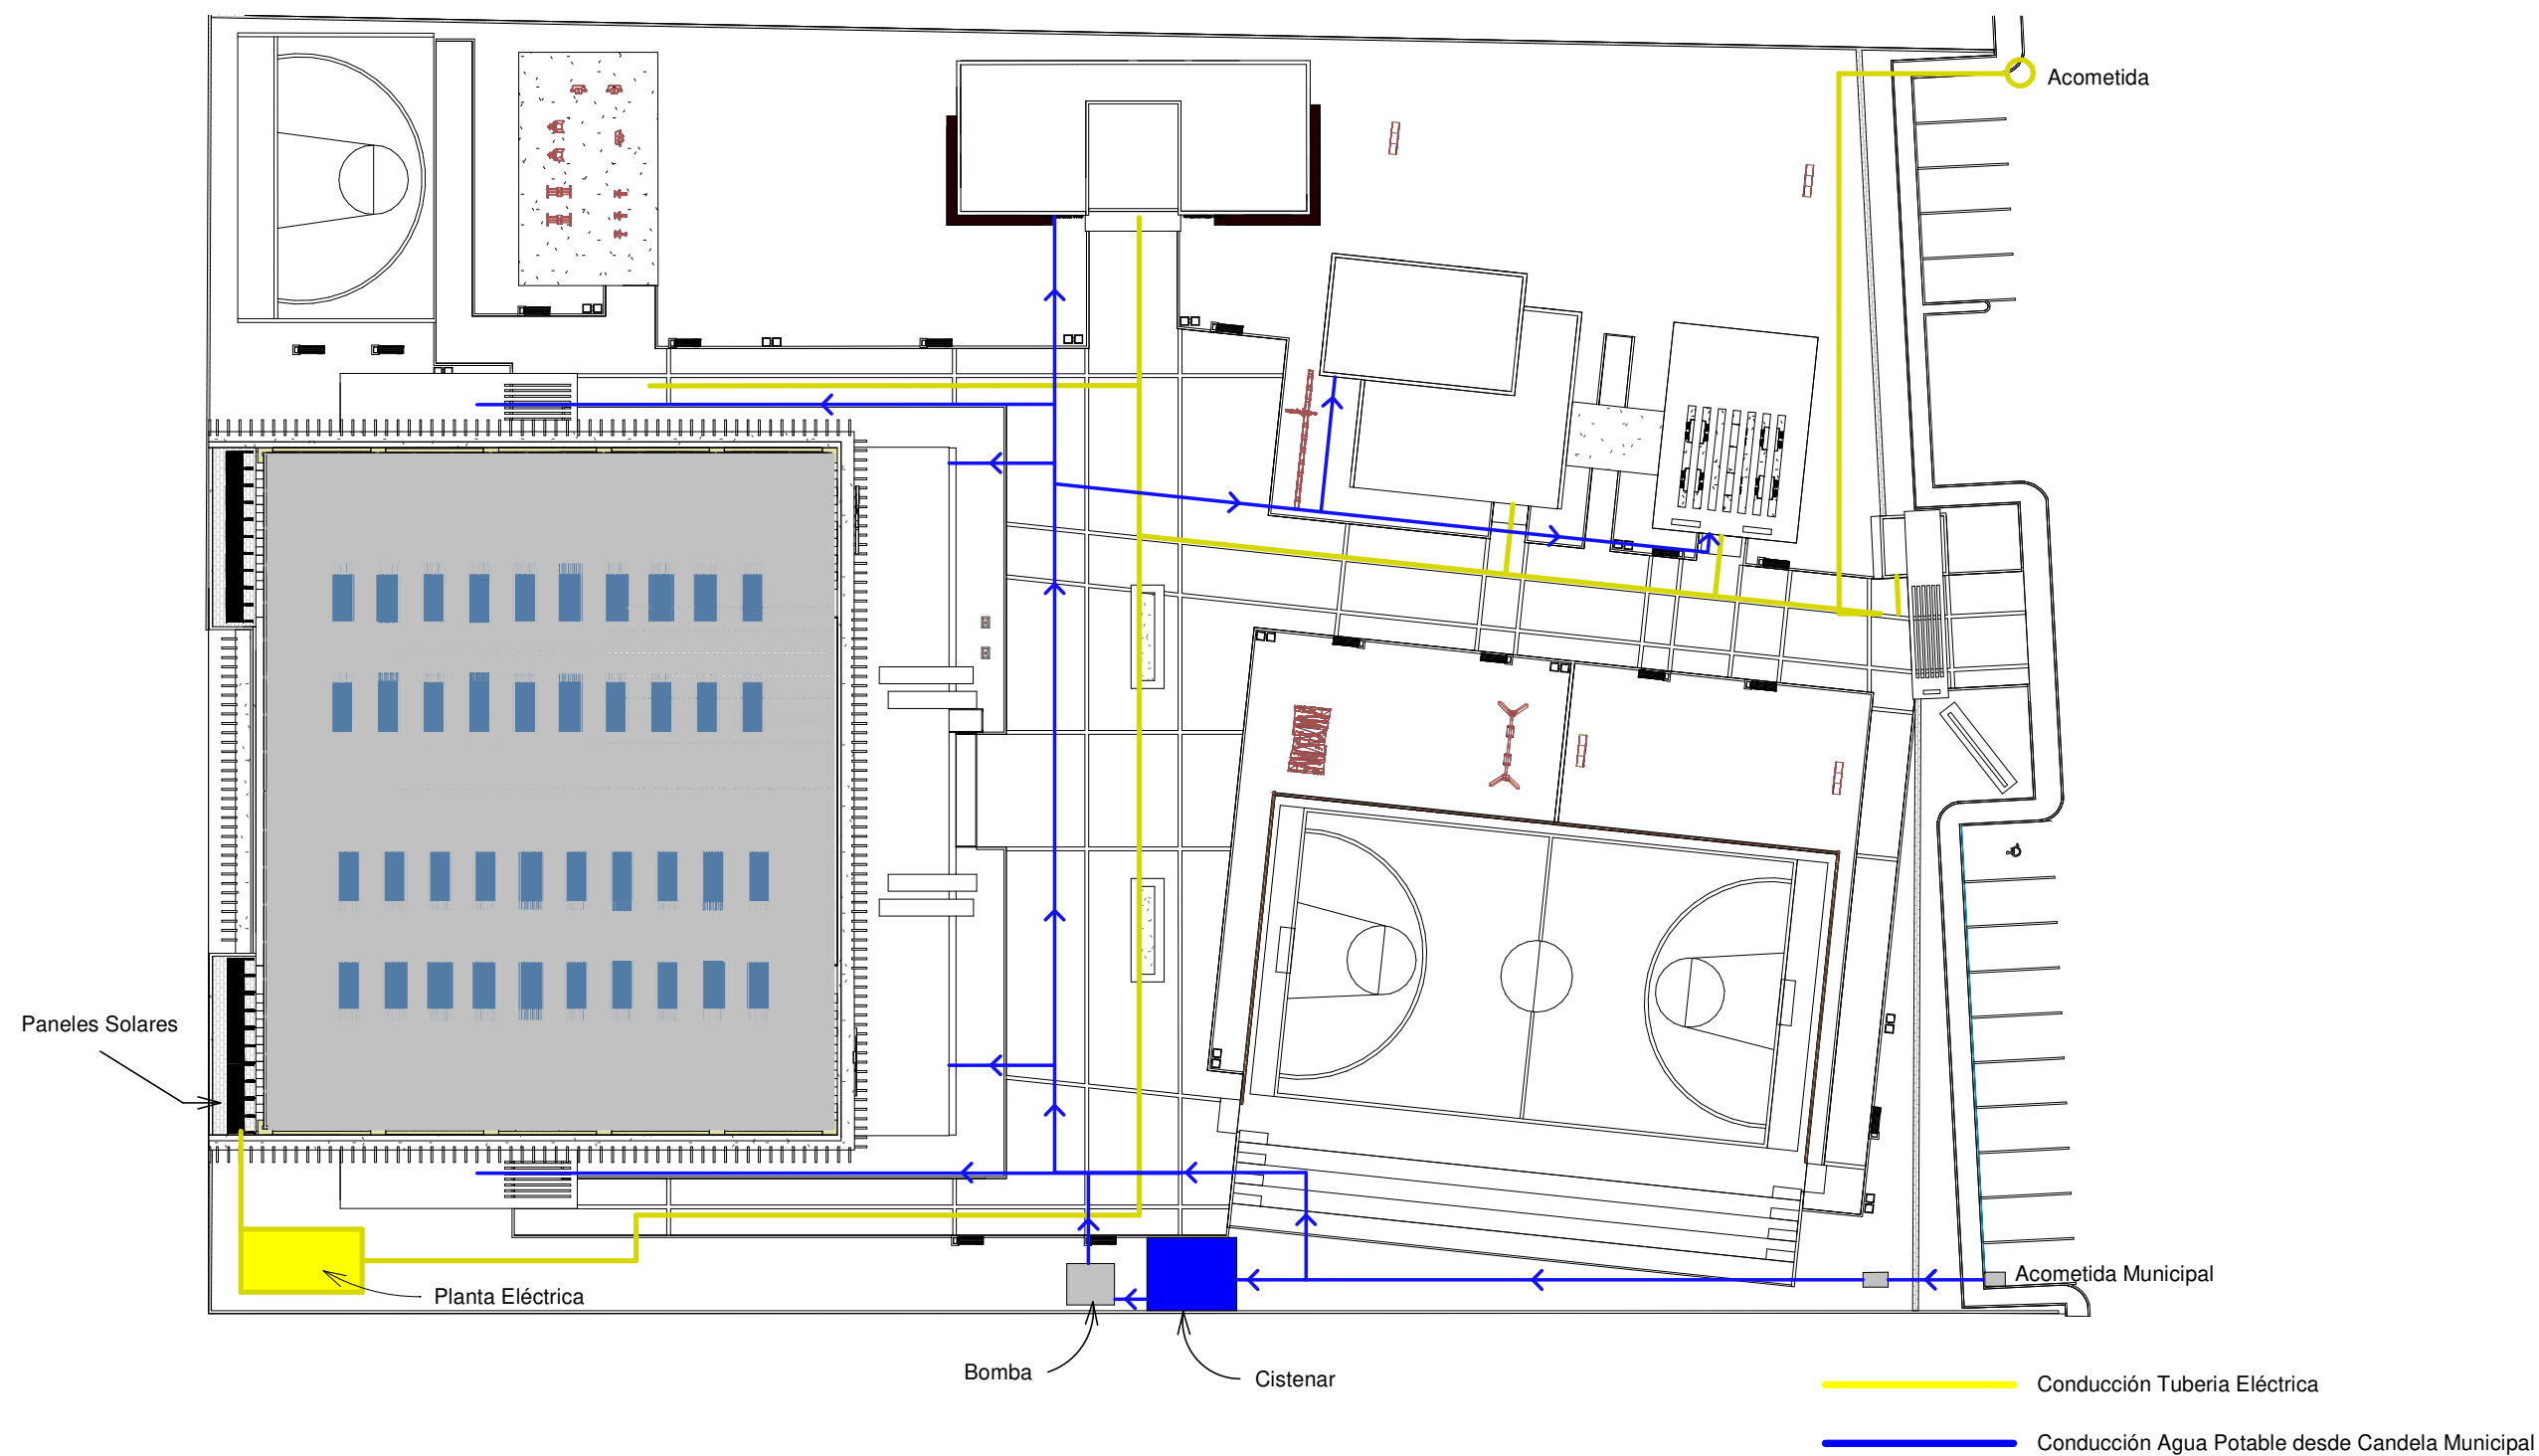 Acometida
Paneles Solares
Acometida Municipal
Planta Eléctrica
Bomba
Cistenar
Conducción Tuberia Eléctrica
Conducción Agua Potable desde Candela Municipal